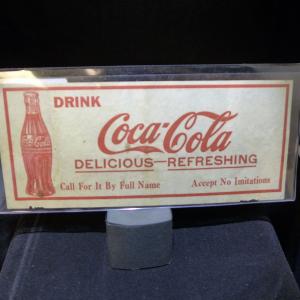 DRINK
Coca-Cola
DELICIOUS—REFRESHING
Call For It By Full Name Accept No Imitations